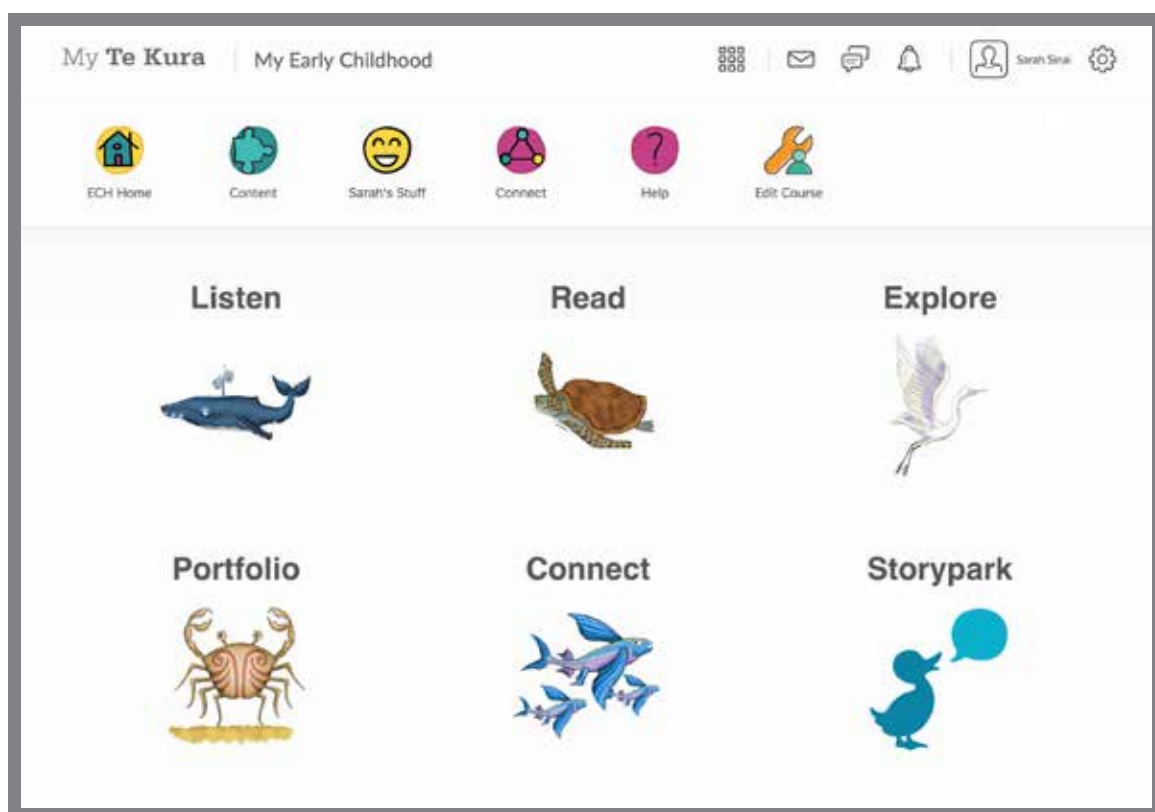 My Te Kura My Early Childhood Sarah Sinai
ECH Home Content Sarah's Stuff Connect Help Edit Course
Listen Read Explore
Portfolio Connect Storypark